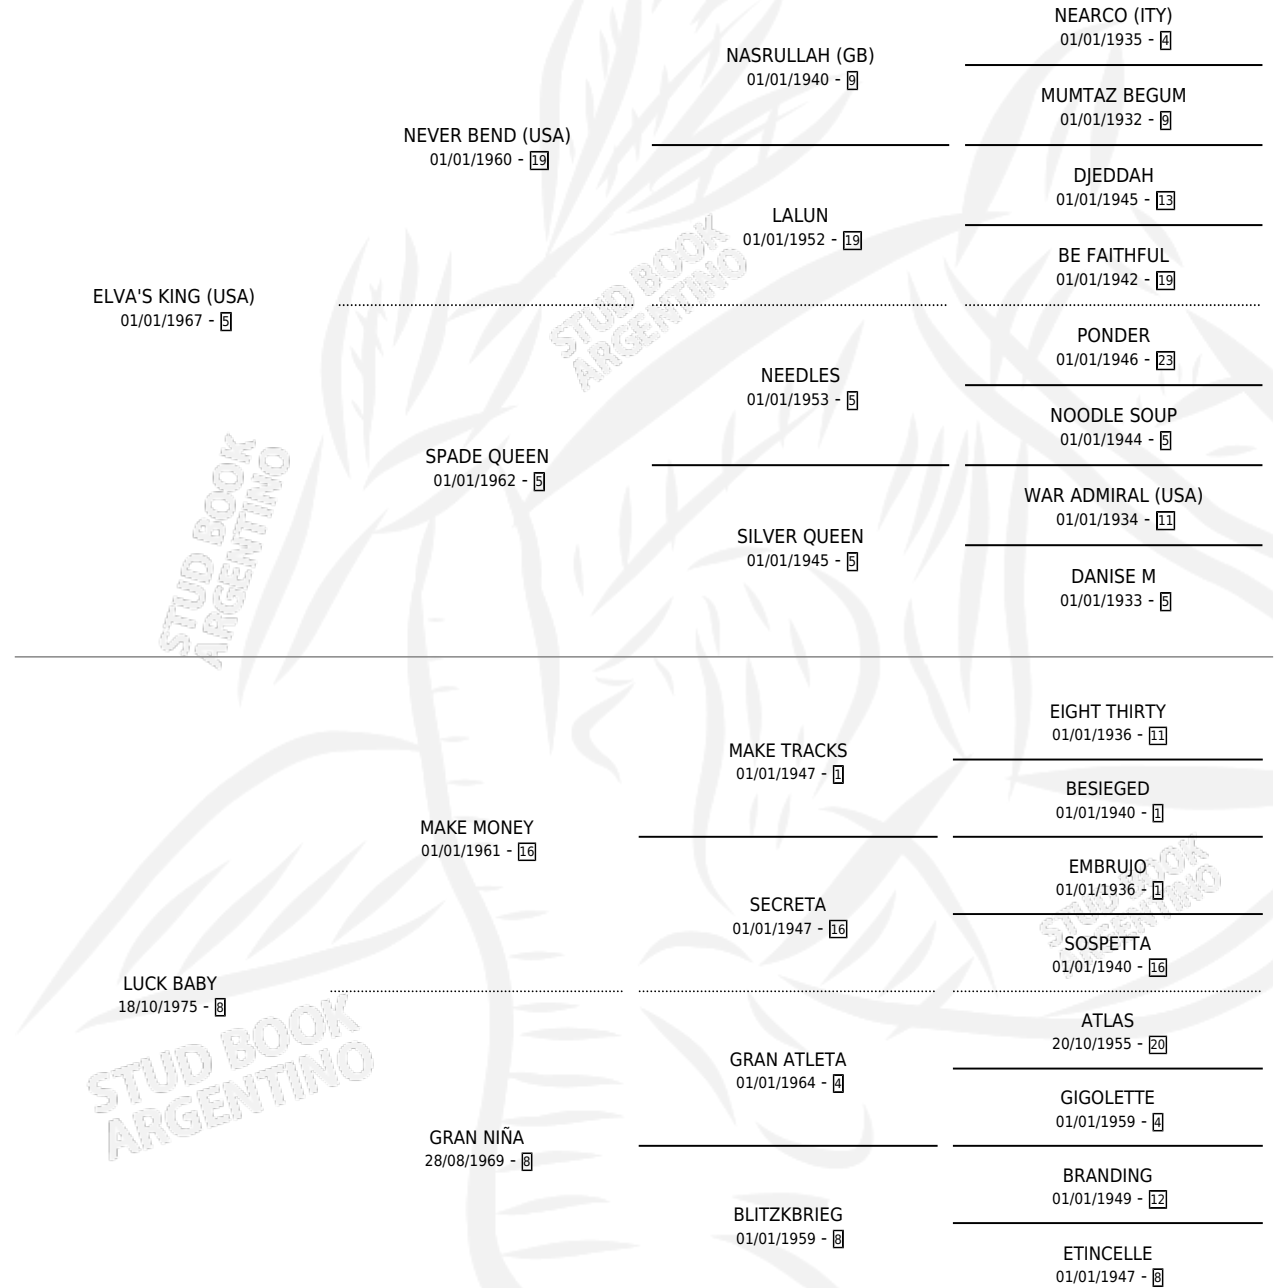 NEARCO (ITY)
01/01/1935 - 4
NASRULLAH (GB)
01/01/1940 - 9
MUMTAZ BEGUM
01/01/1932 - 9
NEVER BEND (USA)
01/01/1960 - 19
DJEDDAH
01/01/1945 - 13
LALUN
01/01/1952 - 19
BE FAITHFUL
01/01/1942 - 19
ELVA'S KING (USA)
01/01/1967 - 5
PONDER
01/01/1946 - 23
NEEDLES
01/01/1953 - 5
NOODLE SOUP
01/01/1944 - 5
SPADE QUEEN
01/01/1962 - 5
WAR ADMIRAL (USA)
01/01/1934 - 11
SILVER QUEEN
01/01/1945 - 5
DANISE M
01/01/1933 - 5
EIGHT THIRTY
01/01/1936 - 11
MAKE TRACKS
01/01/1947 - 1
BESIEGED
01/01/1940 - 1
MAKE MONEY
01/01/1961 - 16
EMBRUJO
01/01/1936 - 1
SECRETA
01/01/1947 - 16
SOSPETTA
01/01/1940 - 16
LUCK BABY
18/10/1975 - 8
ATLAS
20/10/1955 - 20
GRAN ATLETA
01/01/1964 - 4
GIGOLETTE
01/01/1959 - 4
GRAN NIÑA
28/08/1969 - 8
BRANDING
01/01/1949 - 12
BLITZKBRIEG
01/01/1959 - 8
ETINCELLE
01/01/1947 - 8
STUD BOOK
ARGENTINO
STUD BOOK
ARGENTINO
STUD BOOK
ARGENTINO
STUD BOOK
ARGENTINO